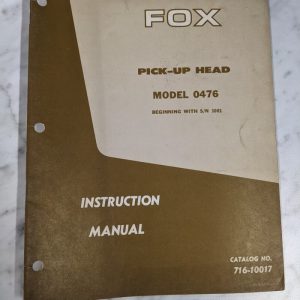 FOX
PICK-UP HEAD
MODEL 0476
BEGINNING WITH S/N 1001
INSTRUCTION
MANUAL
CATALOG NO.
716-10017